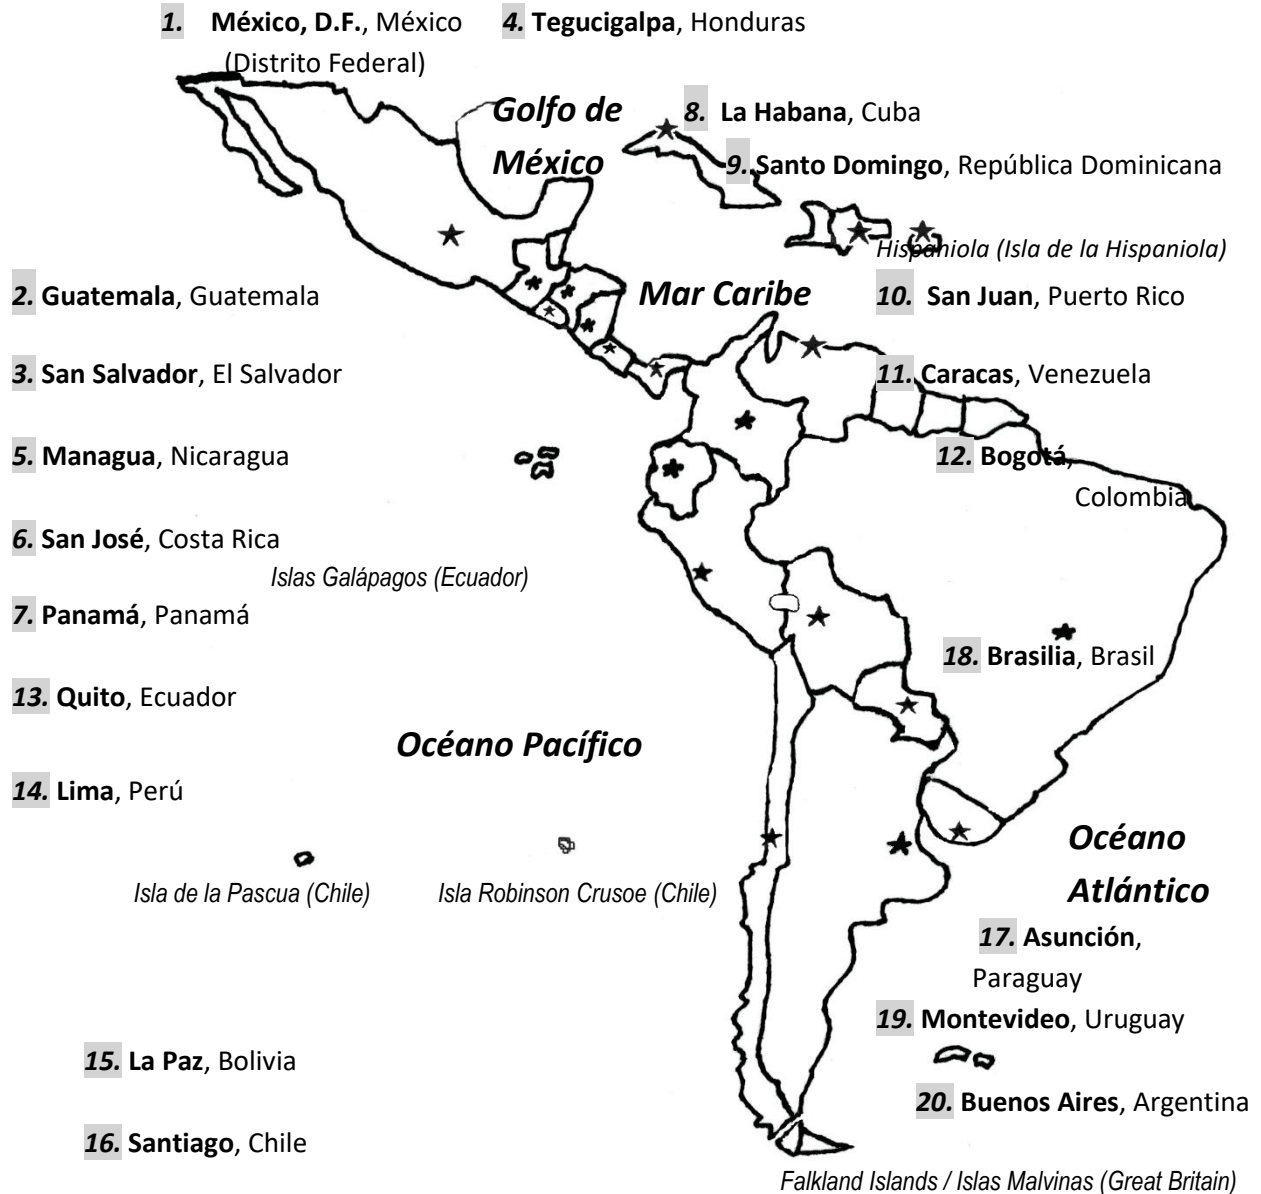 1. México, D.F., México
4. Tegucigalpa, Honduras
(Distrito Federal)
Golfo de
México
8. La Habana, Cuba
9. Santo Domingo, República Dominicana
Hispaniola (Isla de la Hispaniola)
2. Guatemala, Guatemala
Mar Caribe
10. San Juan, Puerto Rico
3. San Salvador, El Salvador
11. Caracas, Venezuela
5. Managua, Nicaragua
12. Bogotá,
Colombia
6. San José, Costa Rica
Islas Galápagos (Ecuador)
7. Panamá, Panamá
18. Brasilia, Brasil
13. Quito, Ecuador
Océano Pacífico
14. Lima, Perú
Océano
Atlántico
Isla de la Pascua (Chile)
Isla Robinson Crusoe (Chile)
17. Asunción,
Paraguay
19. Montevideo, Uruguay
15. La Paz, Bolivia
20. Buenos Aires, Argentina
16. Santiago, Chile
Falkland Islands / Islas Malvinas (Great Britain)